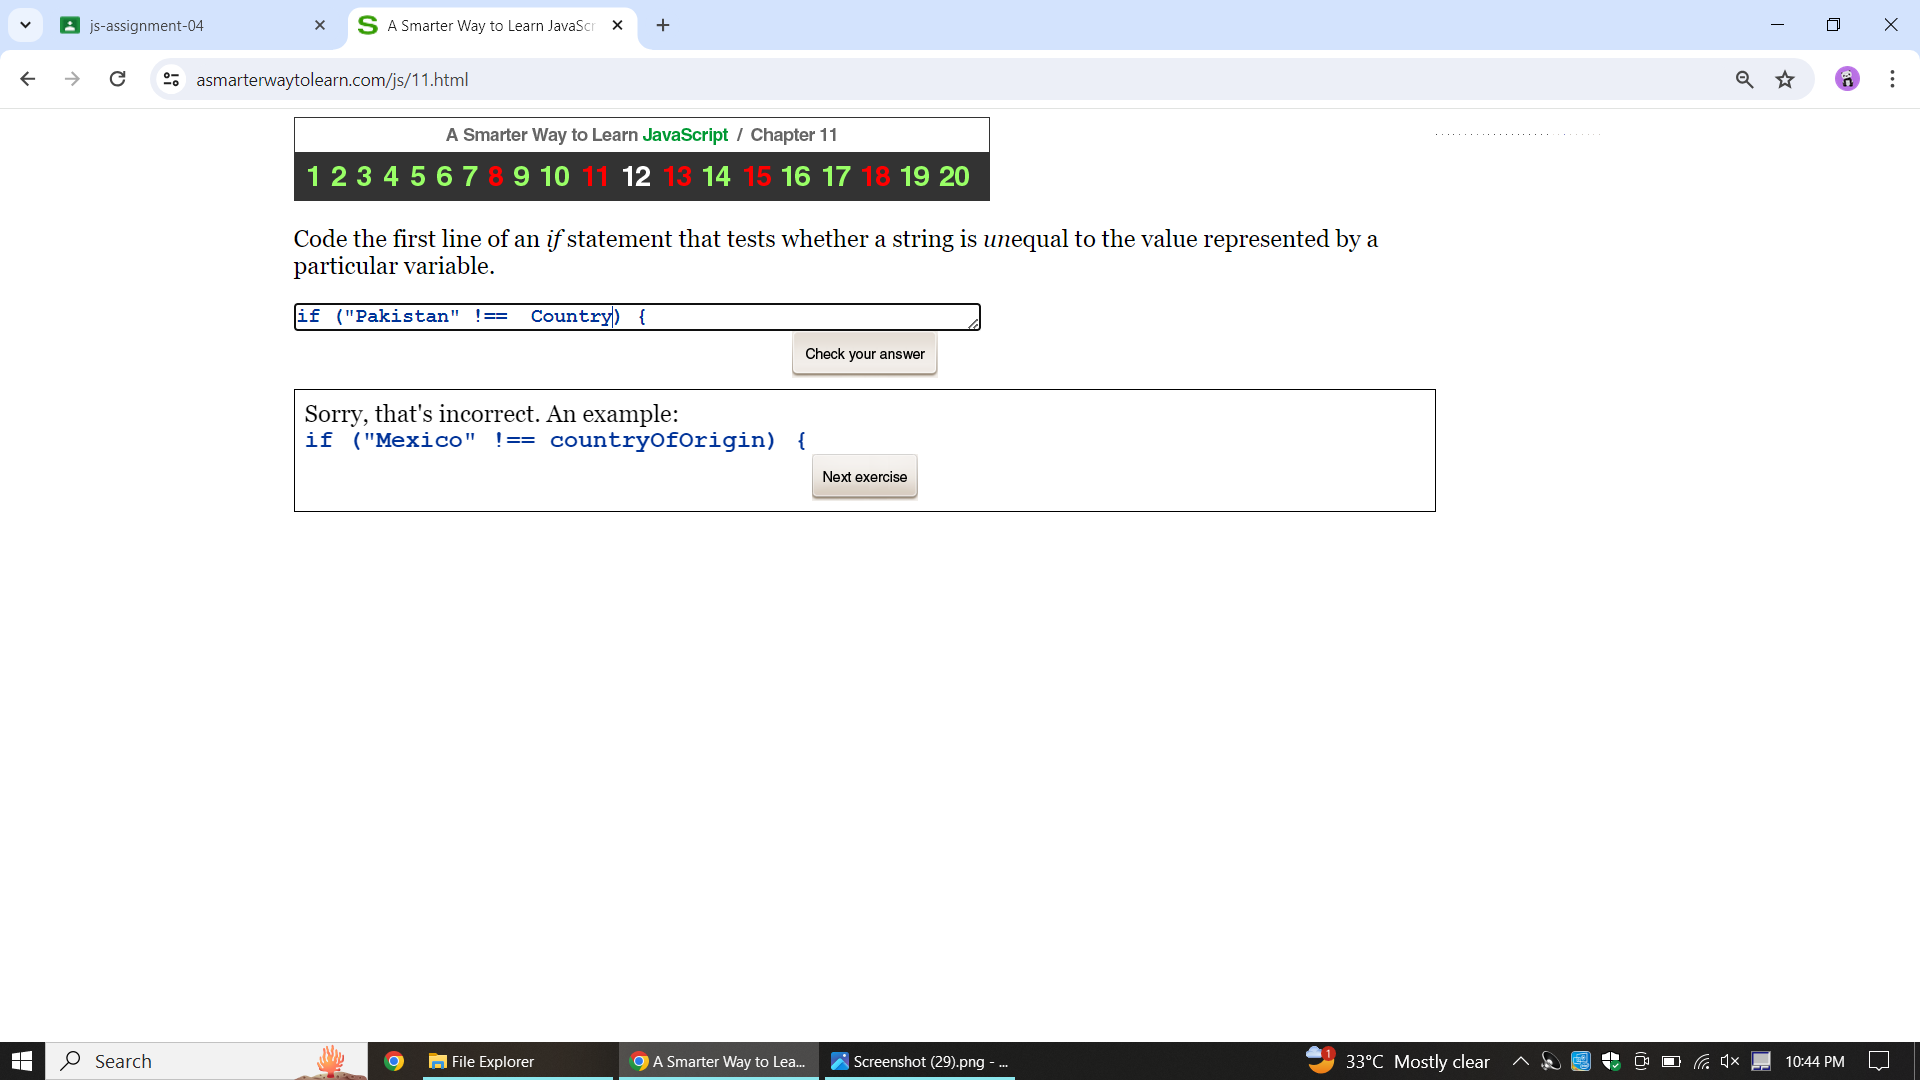 js-assignment-04
A Smarter Way to Learn JavaScr
asmarterwaytolearn.com/js/11.html
A Smarter Way to Learn JavaScript / Chapter 11
1 2 3 4 5 6 7 8 9 10 11 12 13 14 15 16 17 18 19 20
Code the first line of an if statement that tests whether a string is unequal to the value represented by a
particular variable.
if ("Pakistan" !==  Country) {
Check your answer
Sorry, that's incorrect. An example:
if ("Mexico" !== countryOfOrigin) {
Next exercise
Search
File Explorer
A Smarter Way to Lea...
Screenshot (29).png - ...
1
33°C Mostly clear
10:44 PM